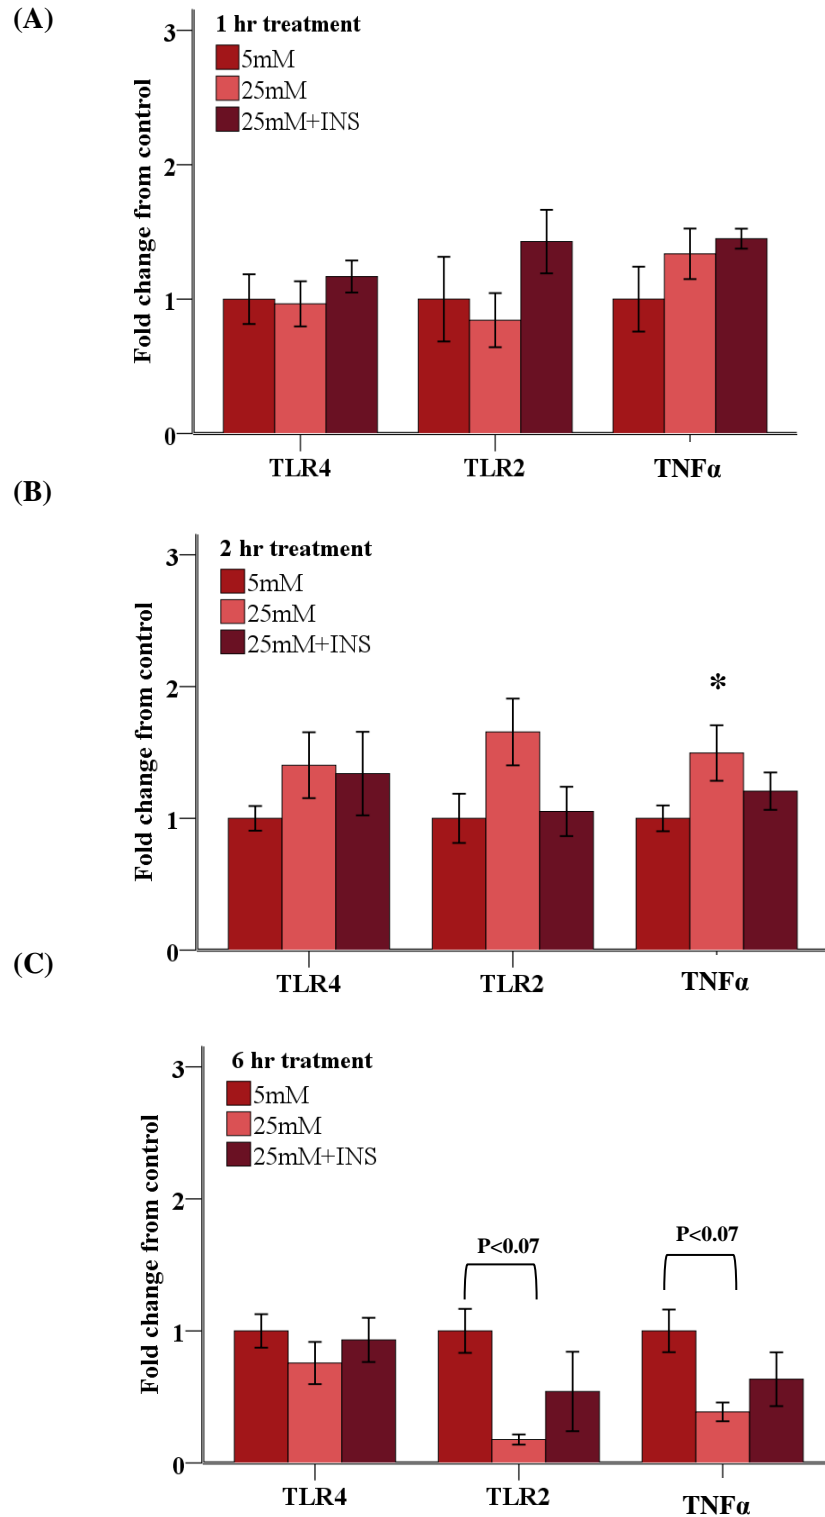 (A)
Fold change from control
1 hr treatment
5mM
25mM
25mM+INS
3
2
1
0
TLR4 TLR2 TNFα
(B)
Fold change from control
2 hr treatment
5mM
25mM
25mM+INS
3
2
1
0
*
TLR4 TLR2 TNFα
(C)
Fold change from control
6 hr tratment
5mM
25mM
25mM+INS
3
2
1
0
P<0.07 P<0.07
TLR4 TLR2 TNFα